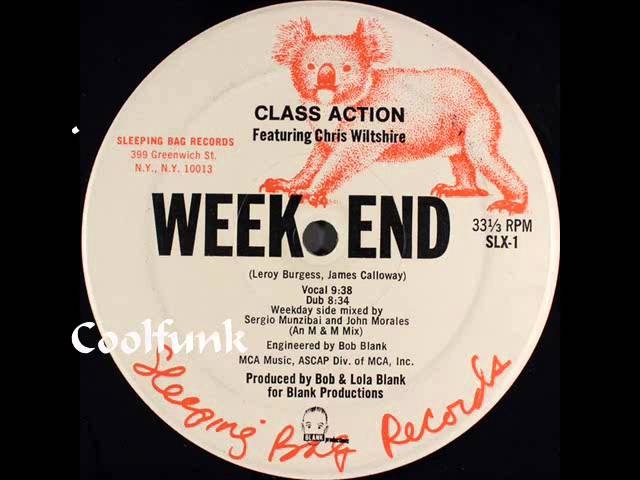 CLASS ACTION
Featuring Chris Wiltshire
SLEEPING BAG RECORDS
399 Greenwich St.
N.Y., N.Y. 10013
WEEK END
33⅓ RPM
SLX-1
(Leroy Burgess, James Calloway)
Vocal 9:38
Dub 8:34
Weekday side mixed by
Sergio Munzibai and John Morales
(An M & M Mix)
Engineered by Bob Blank
MCA Music, ASCAP Div. of MCA, Inc.
Produced by Bob & Lola Blank
for Blank Productions
BLANK productions
Coolfunk
Sleeping Bag Records